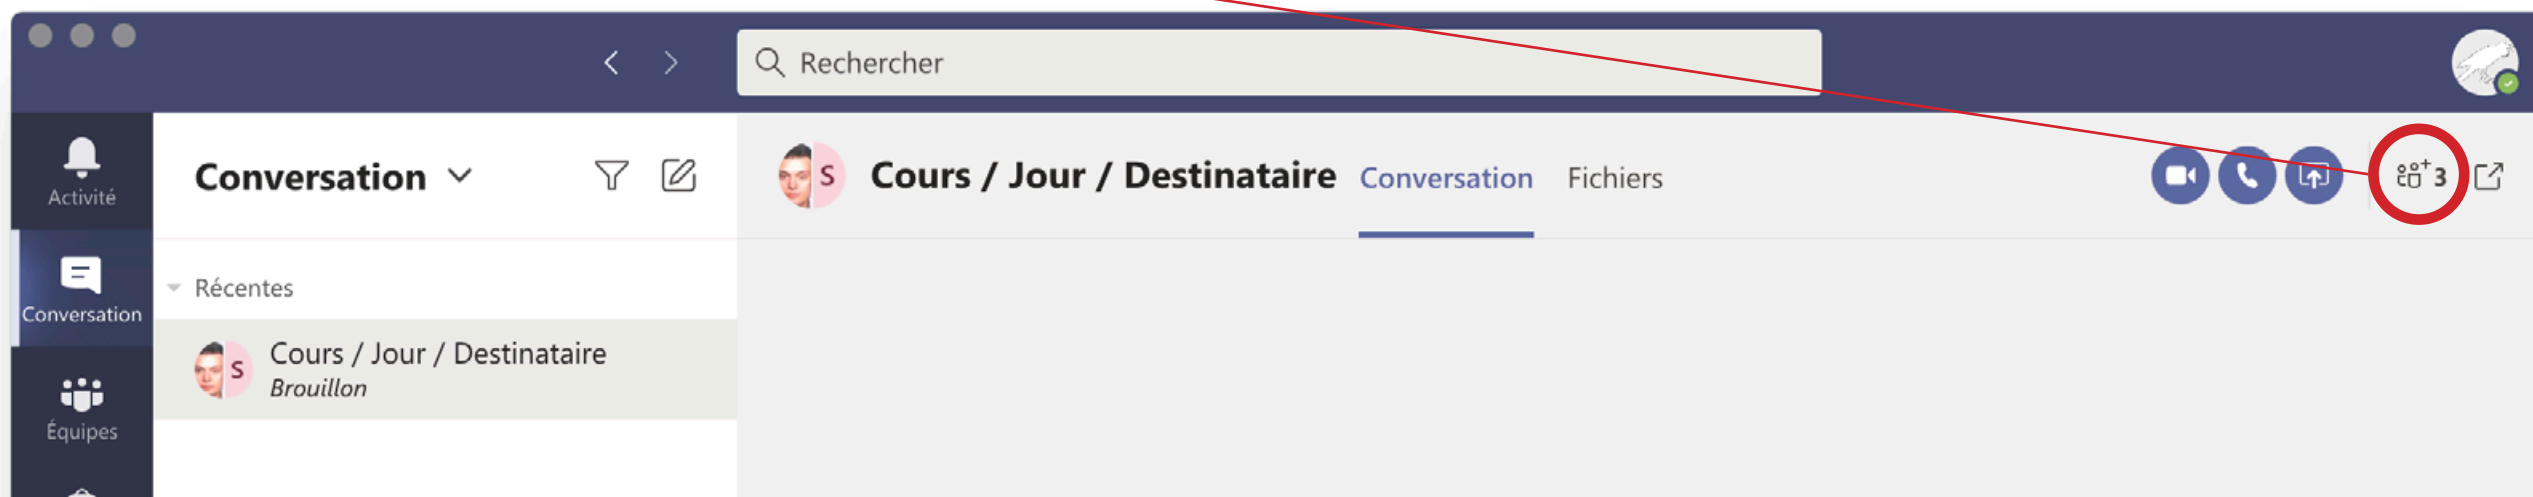 Rechercher
Activité
Conversation
Cours / Jour / Destinataire Conversation Fichiers
3
S
Récentes
Conversation
S
Cours / Jour / Destinataire
Brouillon
Équipes